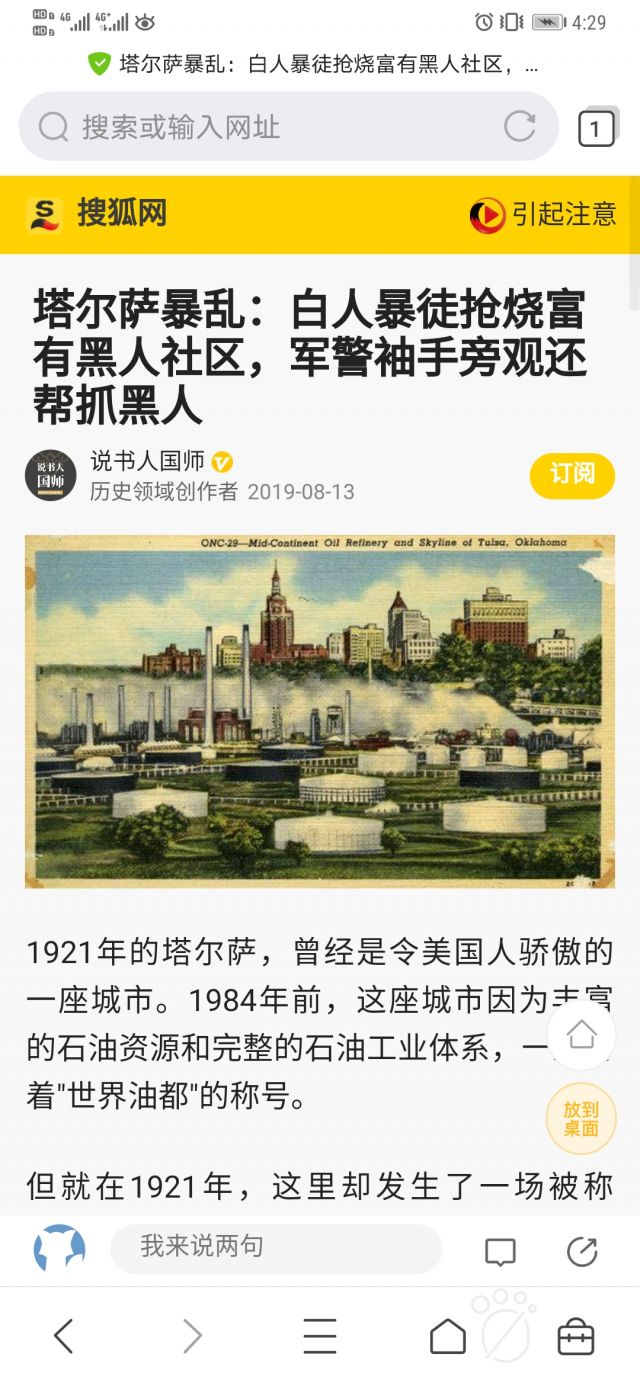 4:29
塔尔萨暴乱：白人暴徒抢烧富有黑人社区，...
搜索或输入网址
1
搜狐网
引起注意
塔尔萨暴乱：白人暴徒抢烧富
有黑人社区，军警袖手旁观还
帮抓黑人
说书人国师
历史领域创作者 2019-08-13
订阅
ONC-29—Mid-Continent Oil Refinery and Skyline of Tulsa, Oklahoma
1921年的塔尔萨，曾经是令美国人骄傲的
一座城市。1984年前，这座城市因为丰富
的石油资源和完整的石油工业体系，一
着"世界油都"的称号。
放到
桌面
但就在1921年，这里却发生了一场被称
我来说两句